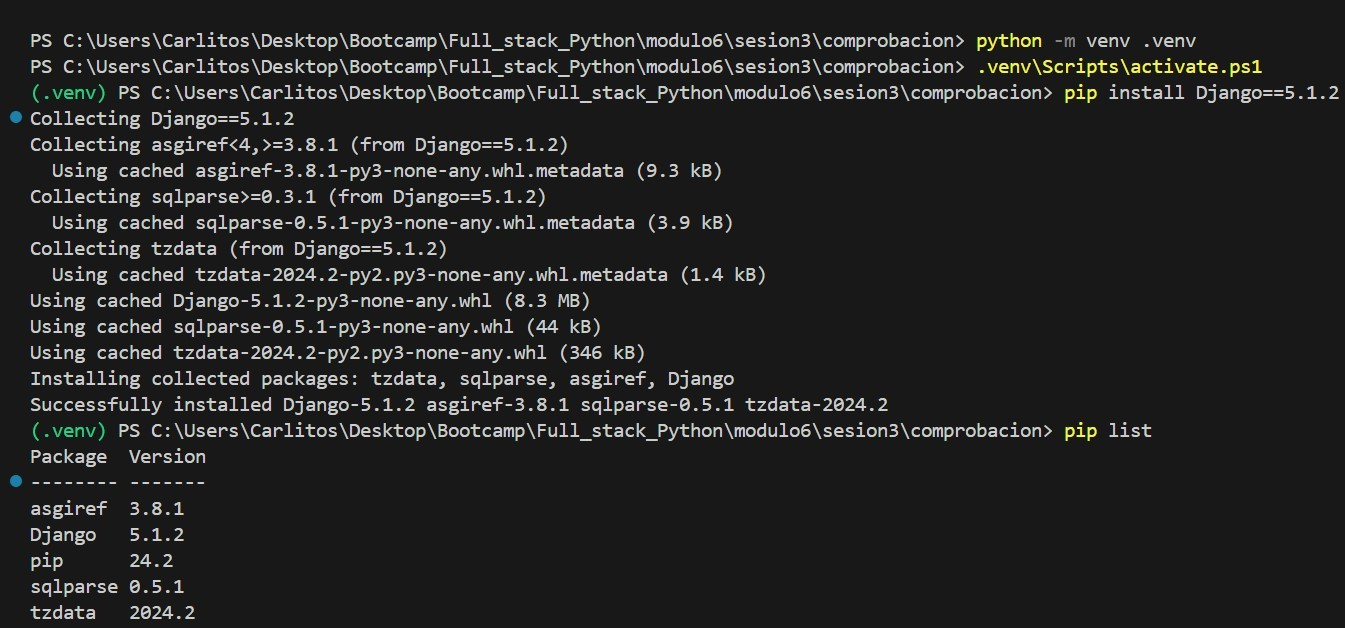 PS C:\Users\Carlitos\Desktop\Bootcamp\Full_stack_Python\modulo6\sesion3\comprobacion> python -m venv .venv
PS C:\Users\Carlitos\Desktop\Bootcamp\Full_stack_Python\modulo6\sesion3\comprobacion> .venv\Scripts\activate.ps1
(.venv) PS C:\Users\Carlitos\Desktop\Bootcamp\Full_stack_Python\modulo6\sesion3\comprobacion> pip install Django==5.1.2
Collecting Django==5.1.2
Collecting asgiref<4,>=3.8.1 (from Django==5.1.2)
  Using cached asgiref-3.8.1-py3-none-any.whl.metadata (9.3 kB)
Collecting sqlparse>=0.3.1 (from Django==5.1.2)
  Using cached sqlparse-0.5.1-py3-none-any.whl.metadata (3.9 kB)
Collecting tzdata (from Django==5.1.2)
  Using cached tzdata-2024.2-py2.py3-none-any.whl.metadata (1.4 kB)
Using cached Django-5.1.2-py3-none-any.whl (8.3 MB)
Using cached sqlparse-0.5.1-py3-none-any.whl (44 kB)
Using cached tzdata-2024.2-py2.py3-none-any.whl (346 kB)
Installing collected packages: tzdata, sqlparse, asgiref, Django
Successfully installed Django-5.1.2 asgiref-3.8.1 sqlparse-0.5.1 tzdata-2024.2
(.venv) PS C:\Users\Carlitos\Desktop\Bootcamp\Full_stack_Python\modulo6\sesion3\comprobacion> pip list
Package  Version
-------- -------
asgiref  3.8.1
Django   5.1.2
pip      24.2
sqlparse 0.5.1
tzdata   2024.2